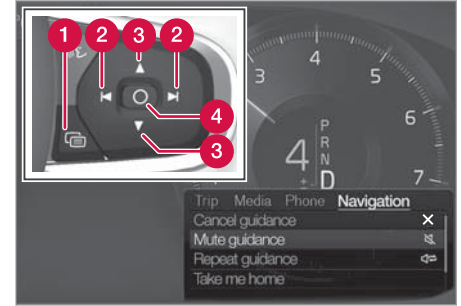 1 2 3 2
4
3
3 4 5 6 7
4
P
R
N
D
+
Trip Media Phone Navigation
Cancel guidance
Mute guidance
Repeat guidance
Take me home